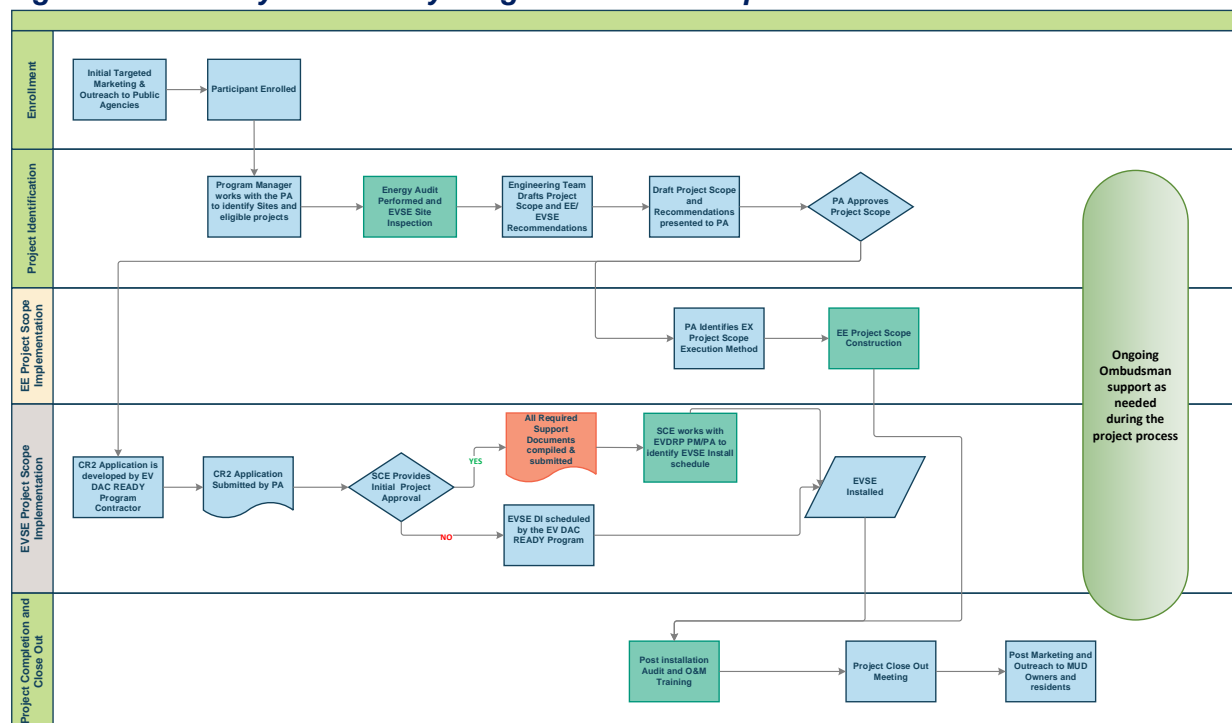 Enrollment
Initial Targeted
Marketing &
Outreach to Public
Agencies
Participant Enrolled
Project Identification
Program Manager
works with the PA
to identify Sites and
eligible projects
Energy Audit
Performed and
EVSE Site
Inspection
Engineering Team
Drafts Project
Scope and EE/
EVSE
Recommendations
Draft Project Scope
and
Recommendations
presented to PA
PA Approves
Project Scope
EE Project Scope
Implementation
PA Identifies EX
Project Scope
Execution Method
EE Project Scope
Construction
Ongoing
Ombudsman
support as
needed
during the
project process
EVSE Project Scope
Implementation
CR2 Application is
developed by EV
DAC READY
Program
Contractor
CR2 Application
Submitted by PA
SCE Provides
Initial Project
Approval
YES
NO
All Required
Support
Documents
compiled &
submitted
SCE works with
EVDRP PM/PA to
identify EVSE Install
schedule
EVSE DI scheduled
by the EV DAC
READY Program
EVSE
Installed
Project Completion and
Close Out
Post installation
Audit and O&M
Training
Project Close Out
Meeting
Post Marketing and
Outreach to MUD
Owners and
residents